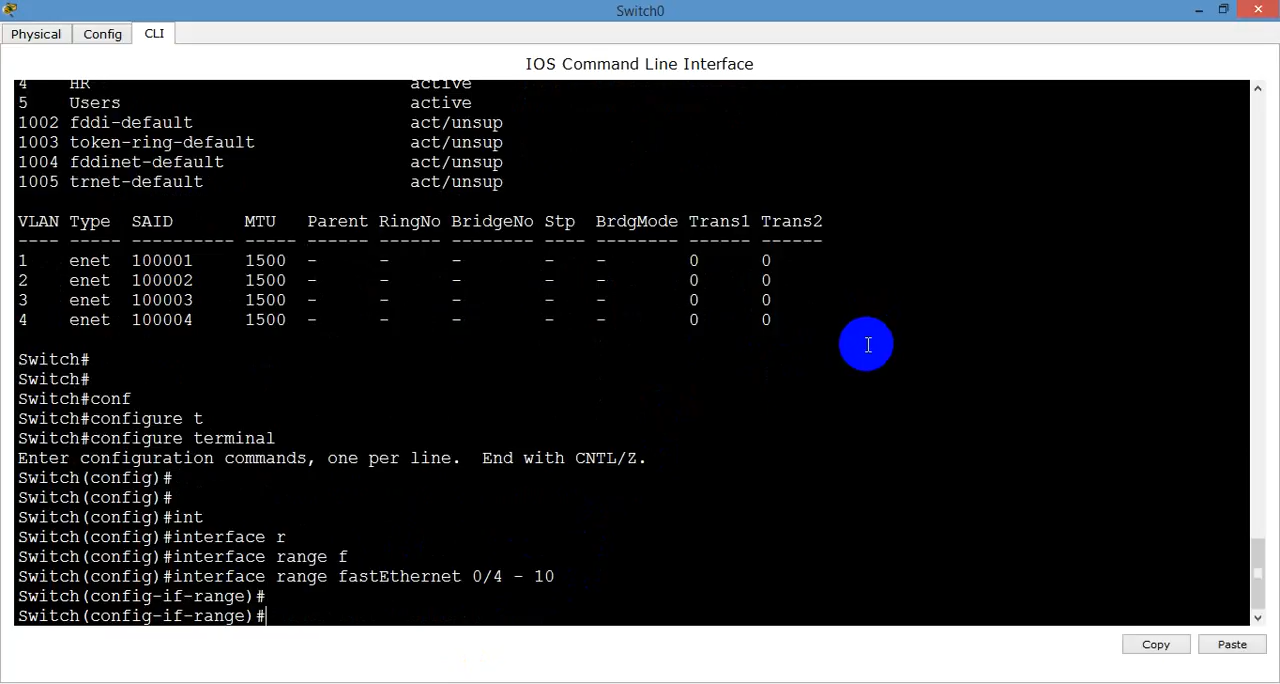 Switch0
Physical Config CLI
IOS Command Line Interface
4    HR                               active
5    Users                            active
1002 fddi-default                     act/unsup
1003 token-ring-default               act/unsup
1004 fddinet-default                  act/unsup
1005 trnet-default                    act/unsup
VLAN Type  SAID       MTU   Parent RingNo BridgeNo Stp  BrdgMode Trans1 Trans2
---- ----- ---------- ----- ------ ------ -------- ---- -------- ------ ------
1    enet  100001     1500  -      -      -        -    -        0      0
2    enet  100002     1500  -      -      -        -    -        0      0
3    enet  100003     1500  -      -      -        -    -        0      0
4    enet  100004     1500  -      -      -        -    -        0      0
Switch#
Switch#
Switch#conf
Switch#configure t
Switch#configure terminal
Enter configuration commands, one per line.  End with CNTL/Z.
Switch(config)#
Switch(config)#
Switch(config)#int
Switch(config)#interface r
Switch(config)#interface range f
Switch(config)#interface range fastEthernet 0/4 - 10
Switch(config-if-range)#
Switch(config-if-range)#
Copy Paste